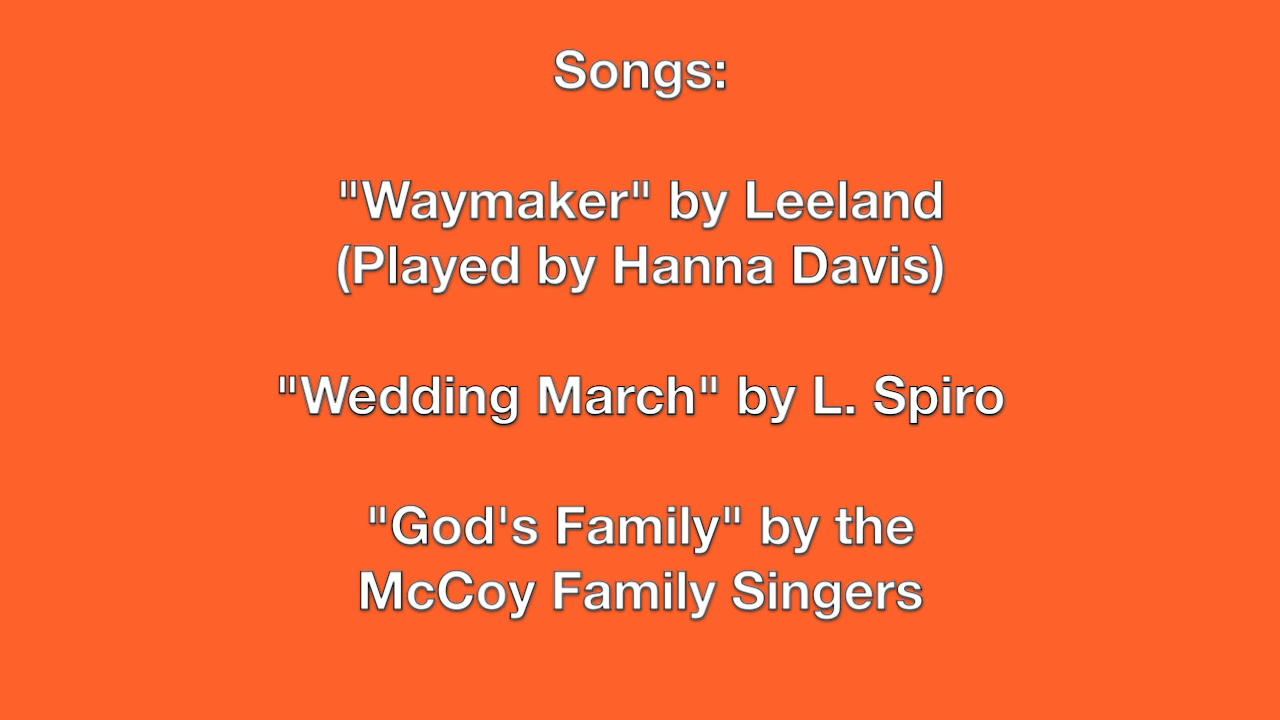 Songs:
"Waymaker" by Leeland
(Played by Hanna Davis)
"Wedding March" by L. Spiro
"God's Family" by the
McCoy Family Singers